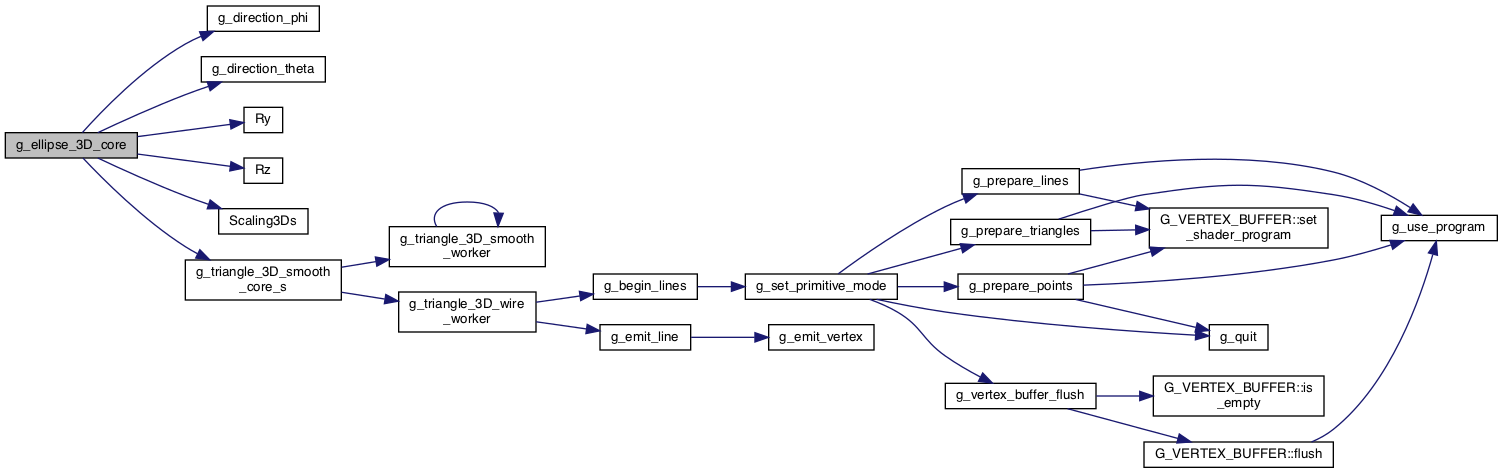 g_ellipse_3D_core
g_direction_phi
g_direction_theta
Ry
Rz
Scaling3Ds
g_triangle_3D_smooth
_core_s
g_triangle_3D_smooth
_worker
g_triangle_3D_wire
_worker
g_begin_lines
g_emit_line
g_set_primitive_mode
g_emit_vertex
g_prepare_lines
g_prepare_triangles
g_prepare_points
g_vertex_buffer_flush
G_VERTEX_BUFFER::set
_shader_program
g_quit
G_VERTEX_BUFFER::is
_empty
G_VERTEX_BUFFER::flush
g_use_program